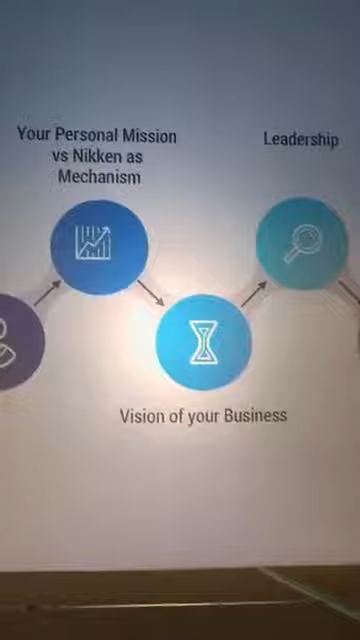 Your Personal Mission
vs Nikken as
Mechanism
Leadership
Vision of your Business